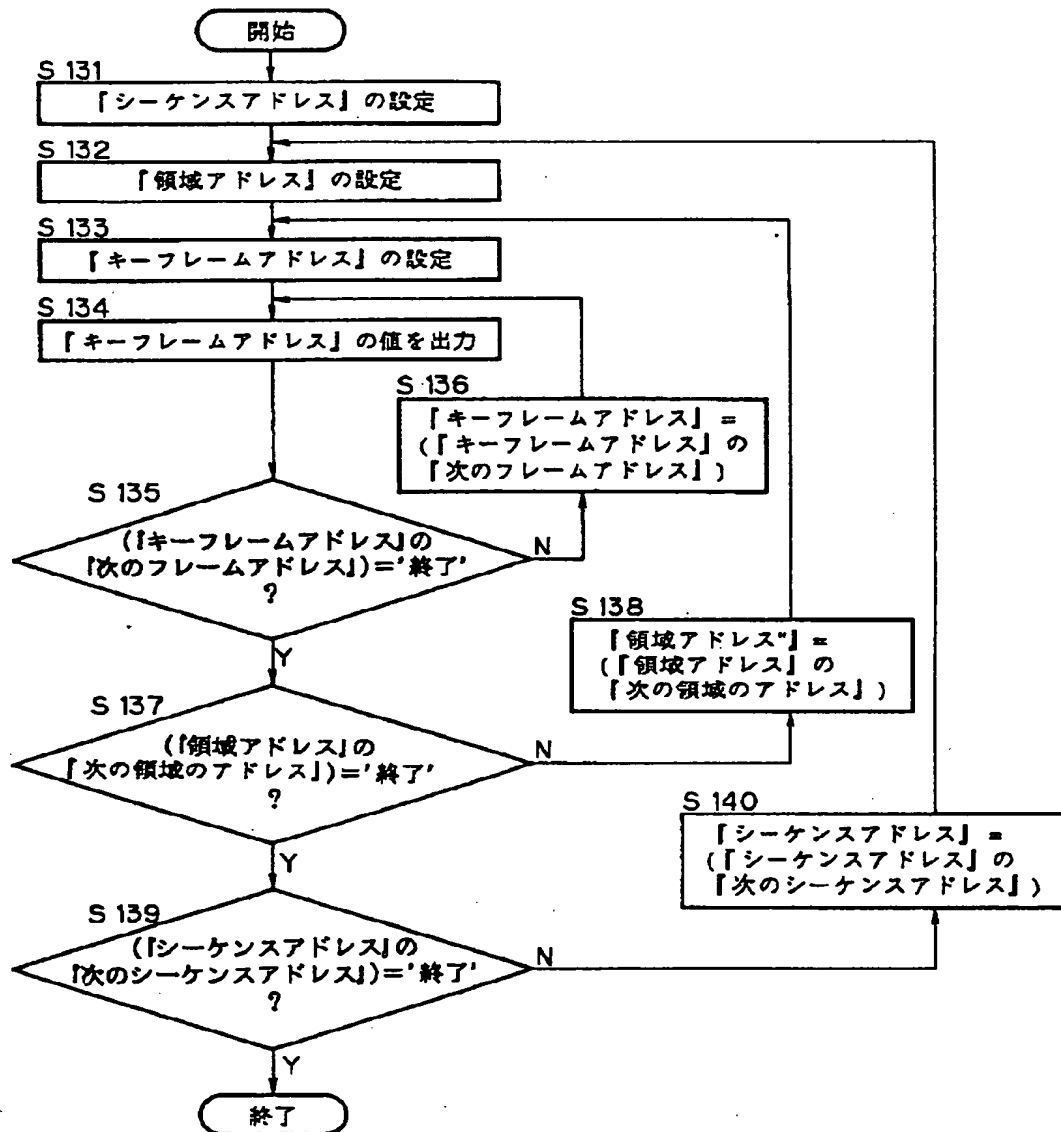 開始
S 131
『シーケンスアドレス』の設定
S 132
『領域アドレス』の設定
S 133
『キーフレームアドレス』の設定
S 134
『キーフレームアドレス』の値を出力
S 136
『キーフレームアドレス』=
(『キーフレームアドレス』の
『次のフレームアドレス』)
S 135
(『キーフレームアドレス』の
『次のフレームアドレス』)='終了'
?
N
Y
S 138
『領域アドレス"』=
(『領域アドレス』の
『次の領域のアドレス』)
S 137
(『領域アドレス』の
『次の領域のアドレス』)='終了'
?
N
Y
S 140
『シーケンスアドレス』=
(『シーケンスアドレス』の
『次のシーケンスアドレス』)
S 139
(『シーケンスアドレス』の
『次のシーケンスアドレス』)='終了'
?
N
Y
終了